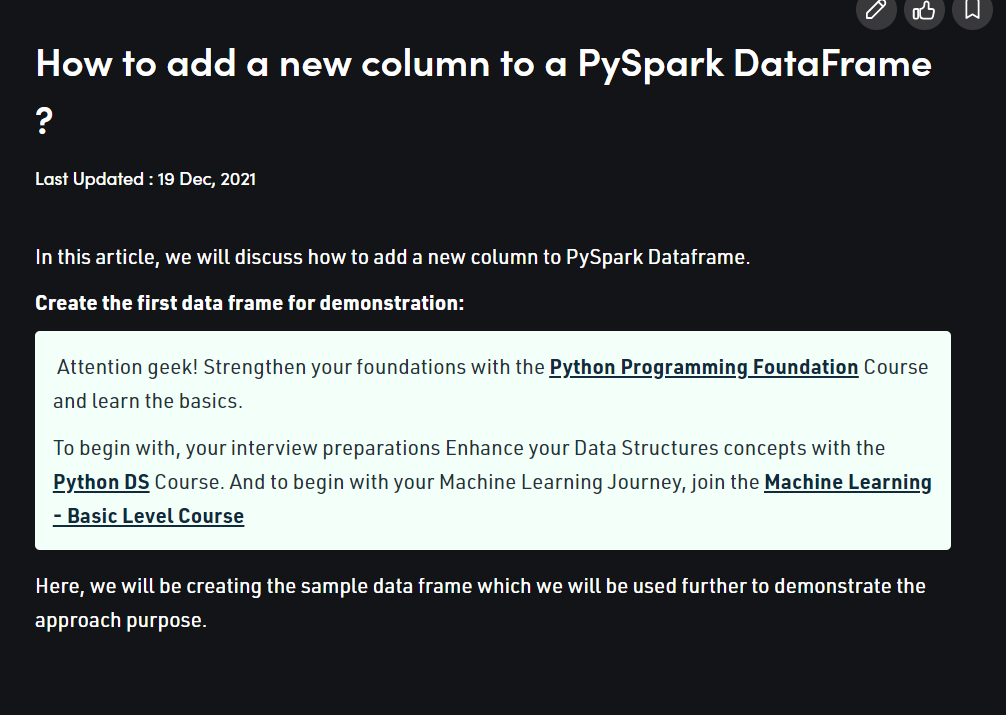 How to add a new column to a PySpark DataFrame
?
Last Updated : 19 Dec, 2021
In this article, we will discuss how to add a new column to PySpark Dataframe.
Create the first data frame for demonstration:
Attention geek! Strengthen your foundations with the Python Programming Foundation Course
and learn the basics.
To begin with, your interview preparations Enhance your Data Structures concepts with the
Python DS Course. And to begin with your Machine Learning Journey, join the Machine Learning
- Basic Level Course
Here, we will be creating the sample data frame which we will be used further to demonstrate the
approach purpose.